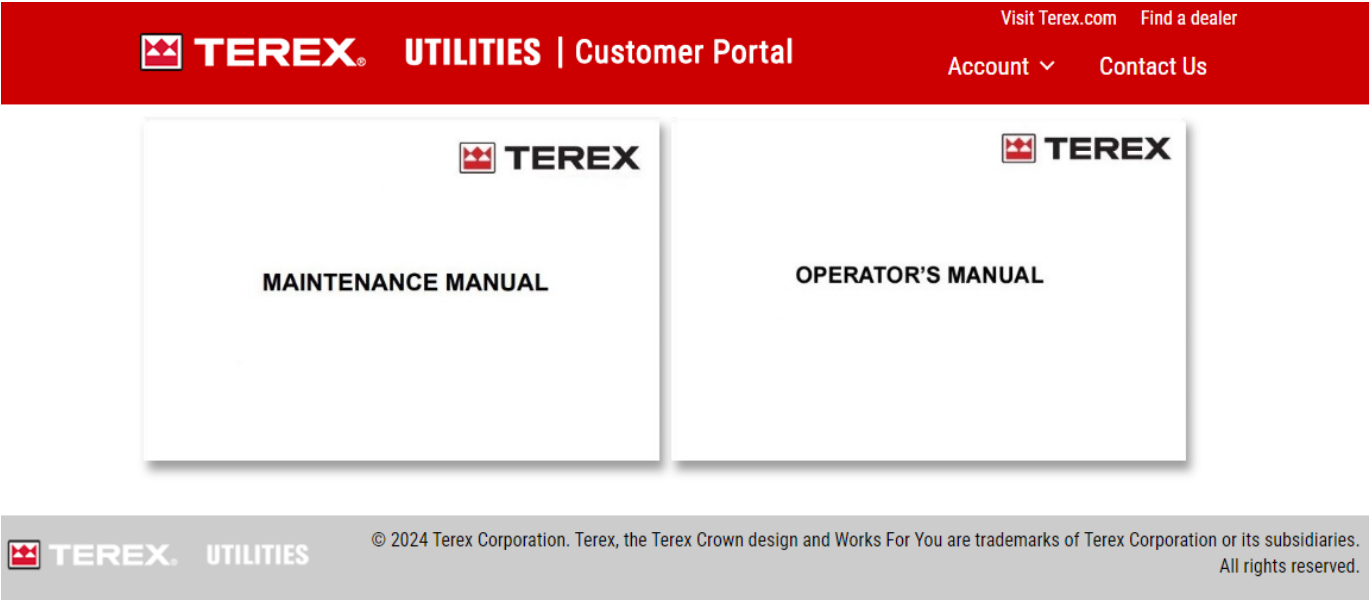 Visit Terex.com Find a dealer
TEREX® UTILITIES | Customer Portal
Account Contact Us
TEREX
MAINTENANCE MANUAL
TEREX
OPERATOR'S MANUAL
TEREX® UTILITIES
© 2024 Terex Corporation. Terex, the Terex Crown design and Works For You are trademarks of Terex Corporation or its subsidiaries.
All rights reserved.